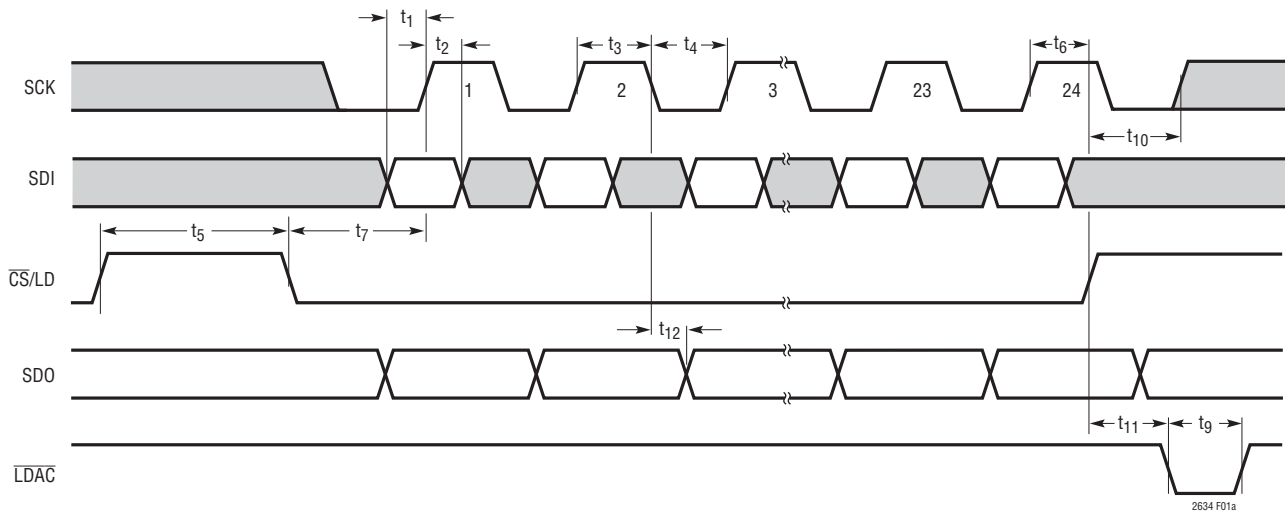 t1
t2
t3
t4
t6
SCK
1
2
3
23
24
t10
SDI
t5
t7
CS/LD
t12
SDO
t11
t9
LDAC
2634 F01a